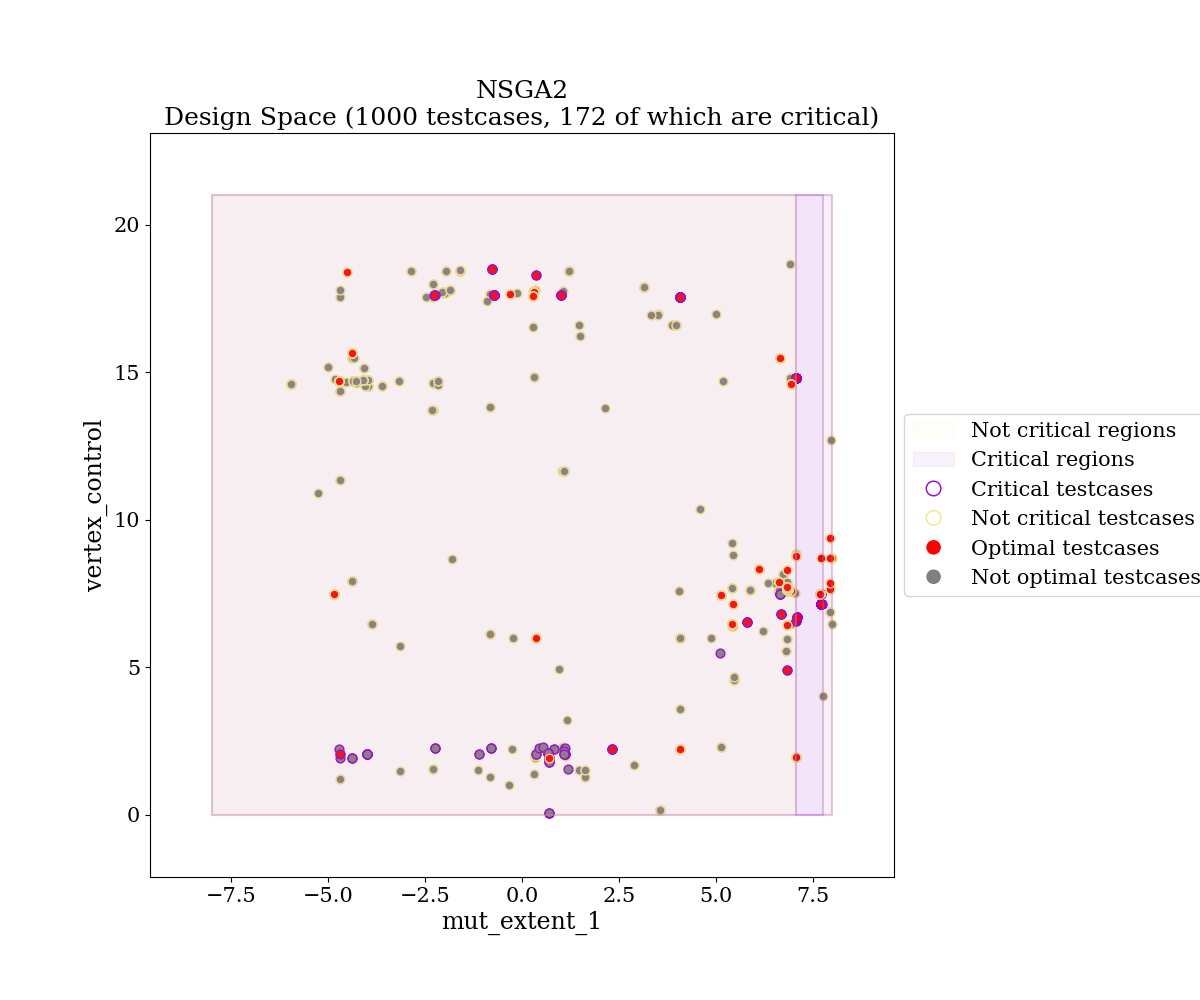 NSGA2
Design Space (1000 testcases, 172 of which are critical)
20
15
10
5
0
vertex_control
−7.5
−5.0
−2.5
0.0
2.5
5.0
7.5
mut_extent_1
Not critical regions
Critical regions
Critical testcases
Not critical testcases
Optimal testcases
Not optimal testcases